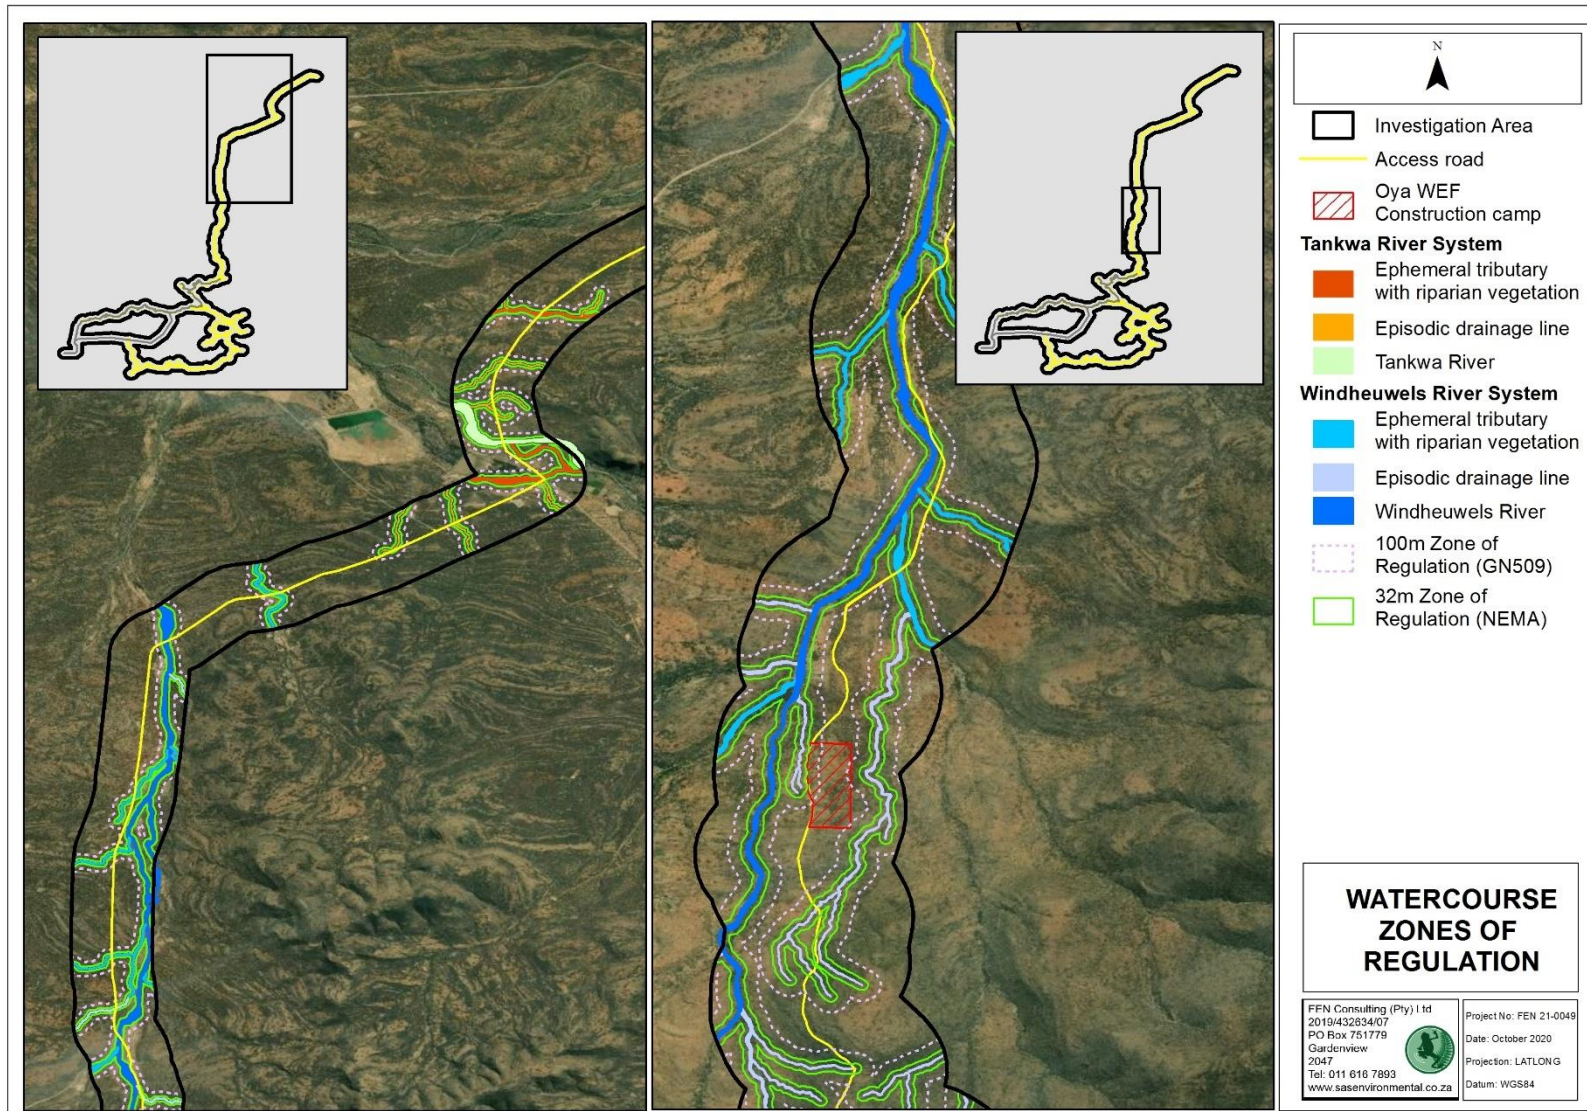 N
Investigation Area
Access road
Oya WEF
Construction camp
Tankwa River System
Ephemeral tributary
with riparian vegetation
Episodic drainage line
Tankwa River
Windheuwels River System
Ephemeral tributary
with riparian vegetation
Episodic drainage line
Windheuwels River
100m Zone of
Regulation (GN509)
32m Zone of
Regulation (NEMA)
WATERCOURSE
ZONES OF
REGULATION
FEN Consulting (Pty) Ltd
2019/432634/07
PO Box 751779
Gardenview
2047
Tel: 011 616 7893
www.sasenvironmental.co.za
Project No: FEN 21-0049
Date: October 2020
Projection: LATLONG
Datum: WGS84